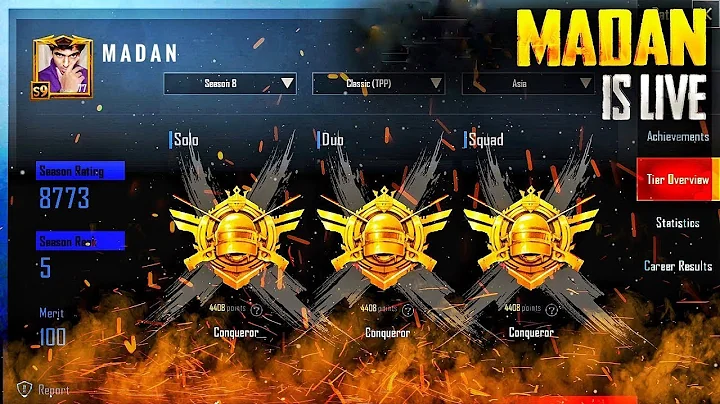 MADAN
MADAN
IS LIVE
S9
Season 8
Classic (TPP)
Asia
Achievements
Solo
Duo
Squad
Season Rating
8773
Tier Overview
Season Rank
5
Statistics
Career Results
Merit
100
4408 points ?
4408 points ?
4408 points ?
Conqueror
Conqueror
Conqueror
Report